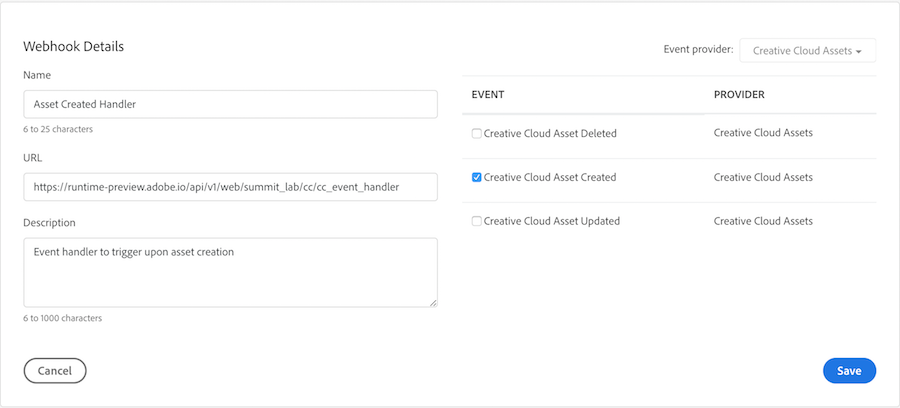 Webhook Details
Event provider: Creative Cloud Assets
Name
Asset Created Handler
6 to 25 characters
URL
https://runtime-preview.adobe.io/api/v1/web/summit_lab/cc/cc_event_handler
Description
Event handler to trigger upon asset creation
6 to 1000 characters
EVENT PROVIDER
Creative Cloud Asset Deleted Creative Cloud Assets
Creative Cloud Asset Created Creative Cloud Assets
Creative Cloud Asset Updated Creative Cloud Assets
Cancel
Save